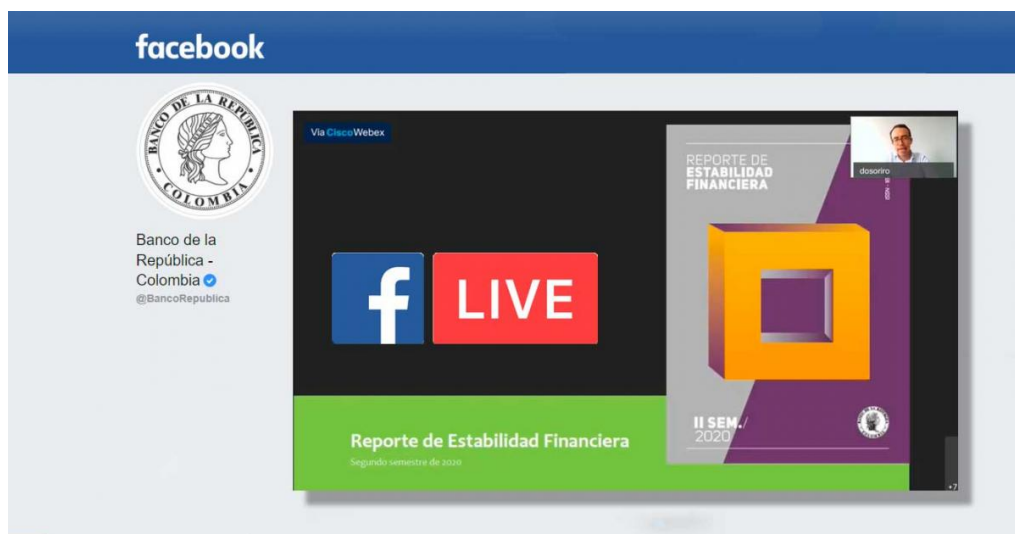 facebook
BANCO DE LA REPUBLICA
COLOMBIA
Banco de la
República -
Colombia
@BancoRepublica
Via CiscoWebex
f LIVE
REPORTE DE
ESTABILIDAD
FINANCIERA
dosoriro
II SEM./
2020
Reporte de Estabilidad Financiera
Segundo semestre de 2020
+7